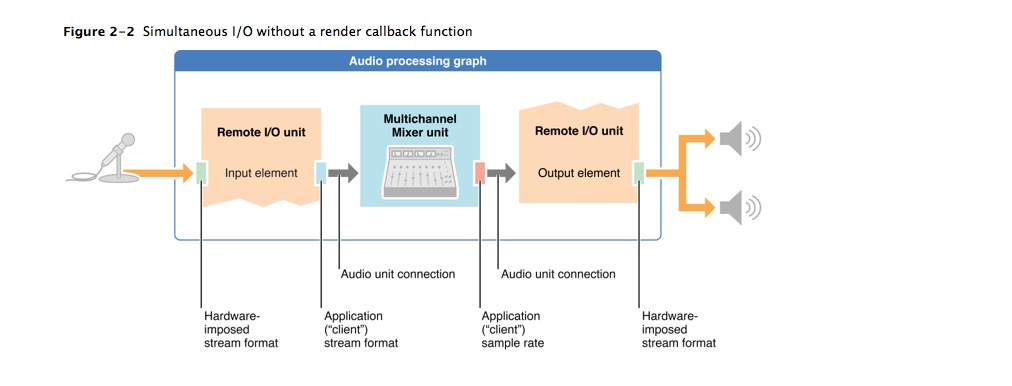 Figure 2-2 Simultaneous I/O without a render callback function
Audio processing graph
Remote I/O unit
Input element
Multichannel
Mixer unit
Remote I/O unit
Output element
Audio unit connection
Audio unit connection
Hardware-
imposed
stream format
Application
(“client”)
stream format
Application
(“client”)
sample rate
Hardware-
imposed
stream format